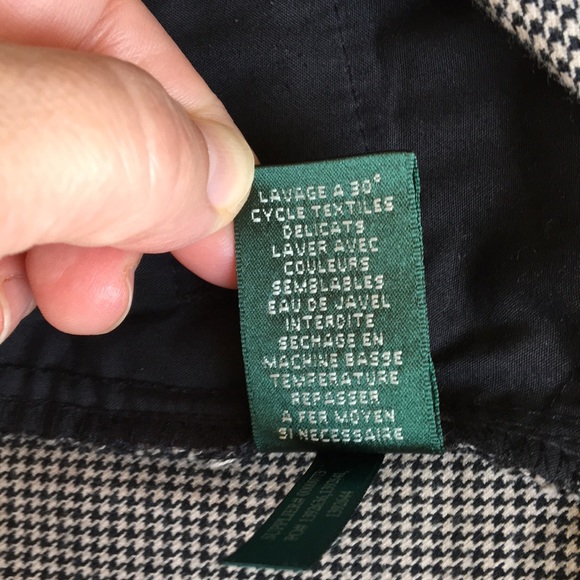 LAVAGE A 30°
CYCLE TEXTILES
DELICATS
LAVER AVEC
COULEURS
SEMBLABLES
EAU DE JAVEL
INTERDITE
SECHAGE EN
MACHINE BASSE
TEMPERATURE
REPASSER
A FER MOYEN
SI NECESSAIRE